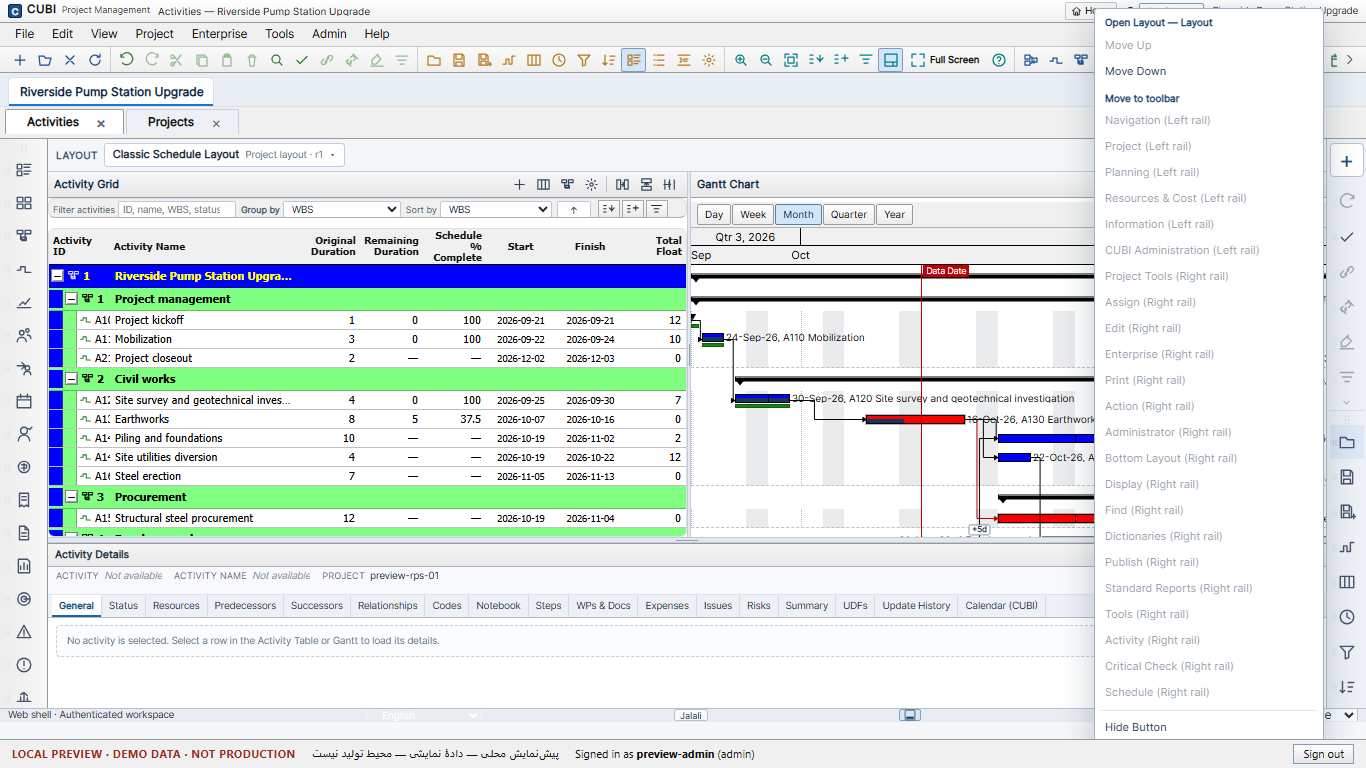 CUBI Project Management Activities — Riverside Pump Station Upgrade
File Edit View Project Enterprise Tools Admin Help
Full Screen
Riverside Pump Station Upgrade
Activities Projects
LAYOUT Classic Schedule Layout Project layout · r1
Activity Grid
Filter activities ID, name, WBS, status Group by WBS Sort by WBS
Activity ID Activity Name Original Duration Remaining Duration Schedule % Complete Start Finish Total Float
1 Riverside Pump Station Upgra...
1 Project management
Project kickoff 1 0 100 2026-09-21 2026-09-21 12
Mobilization 3 0 100 2026-09-22 2026-09-24 10
Project closeout 2 — — 2026-12-02 2026-12-03 0
2 Civil works
Site survey and geotechnical inves... 4 0 100 2026-09-25 2026-09-30 7
Earthworks 8 5 37.5 2026-10-07 2026-10-16 0
Piling and foundations 10 — — 2026-10-19 2026-11-02 2
Site utilities diversion 4 — — 2026-10-19 2026-10-22 12
Steel erection 7 — — 2026-11-05 2026-11-13 0
3 Procurement
Structural steel procurement 12 — — 2026-10-19 2026-11-04 0
Gantt Chart
Day Week Month Quarter Year
Qtr 3, 2026
Sep Oct
Data Date
24-Sep-26, A110 Mobilization
30-Sep-26, A120 Site survey and geotechnical investigation
16-Oct-26, A130 Earthwork
22-Oct-26, A
+5d
Activity Details
ACTIVITY Not available ACTIVITY NAME Not available PROJECT preview-rps-01
General Status Resources Predecessors Successors Relationships Codes Notebook Steps WPs & Docs Expenses Issues Risks Summary UDFs Update History Calendar (CUBI)
No activity is selected. Select a row in the Activity Table or Gantt to load its details.
Open Layout — Layout
Move Up
Move Down
Move to toolbar
Navigation (Left rail)
Project (Left rail)
Planning (Left rail)
Resources & Cost (Left rail)
Information (Left rail)
CUBI Administration (Left rail)
Project Tools (Right rail)
Assign (Right rail)
Edit (Right rail)
Enterprise (Right rail)
Print (Right rail)
Action (Right rail)
Administrator (Right rail)
Bottom Layout (Right rail)
Display (Right rail)
Find (Right rail)
Dictionaries (Right rail)
Publish (Right rail)
Standard Reports (Right rail)
Tools (Right rail)
Activity (Right rail)
Critical Check (Right rail)
Schedule (Right rail)
Hide Button
Web shell · Authenticated workspace English Jalali
LOCAL PREVIEW · DEMO DATA · NOT PRODUCTION پیش‌نمایش محلی — دادهٔ نمایشی — محیط تولید نیست Signed in as preview-admin (admin) Sign out